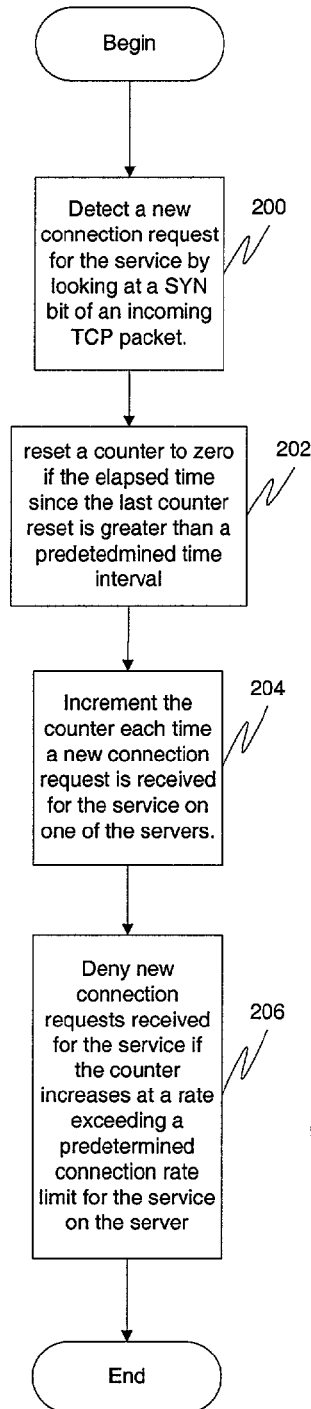 Begin
Detect a new
connection request
for the service by
looking at a SYN
bit of an incoming
TCP packet.
200
reset a counter to zero
if the elapsed time
since the last counter
reset is greater than a
predetedmined time
interval
202
Increment the
counter each time
a new connection
request is received
for the service on
one of the servers.
204
Deny new
connection
requests received
for the service if
the counter
increases at a rate
exceeding a
predetermined
connection rate
limit for the service
on the server
206
End